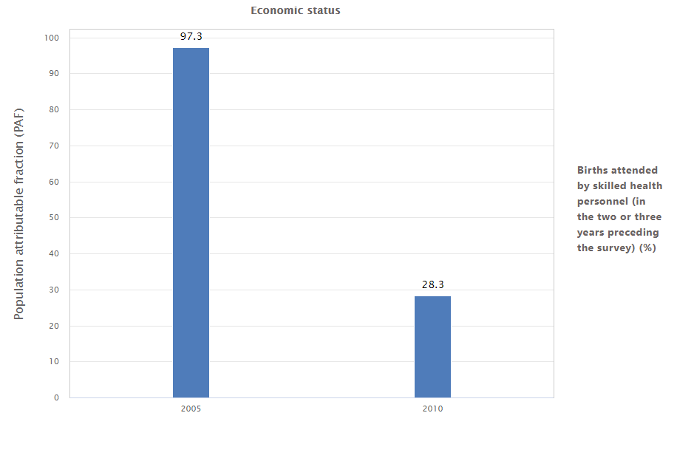 Economic status
Population attributable fraction (PAF)
100
90
80
70
60
50
40
30
20
10
0
97.3
28.3
2005
2010
Births attended
by skilled health
personnel (in
the two or three
years preceding
the survey) (%)